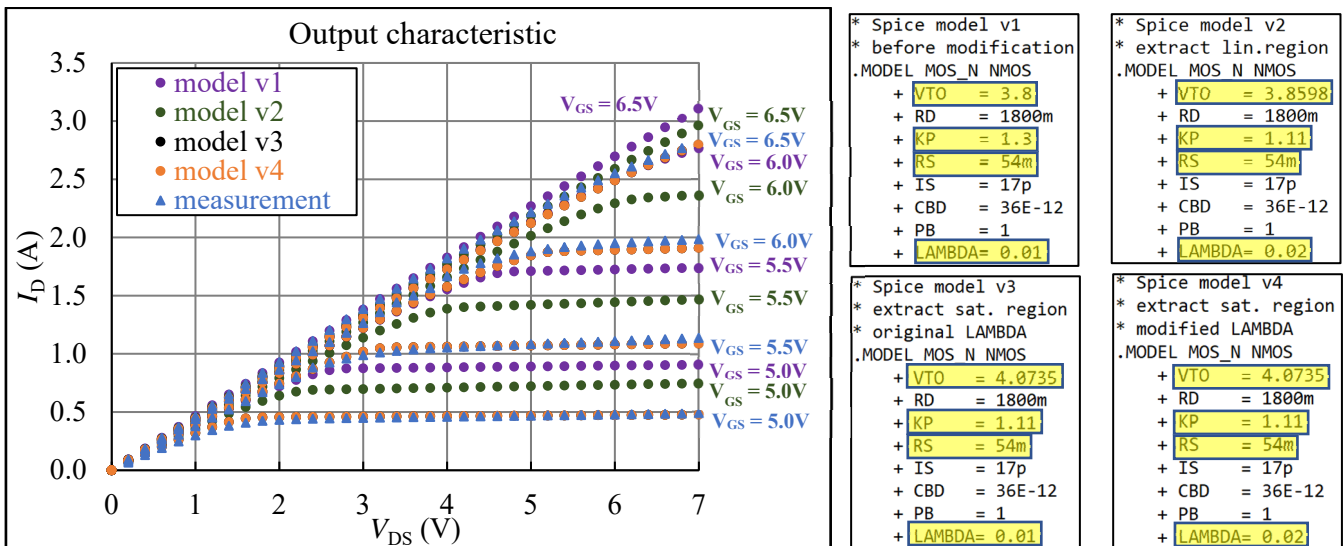 Output characteristic
3.5
3.0
2.5
2.0
1.5
1.0
0.5
0.0
I_D (A)
model v1
model v2
model v3
model v4
measurement
V_GS = 6.5V
V_GS = 6.5V
V_GS = 6.5V
V_GS = 6.0V
V_GS = 6.0V
V_GS = 6.0V
V_GS = 5.5V
V_GS = 5.5V
V_GS = 5.5V
V_GS = 5.0V
V_GS = 5.0V
V_GS = 5.0V
0 1 2 3 4 5 6 7
V_DS (V)
* Spice model v1
* before modification
.MODEL MOS_N NMOS
+ VTO = 3.8
+ RD = 1800m
+ KP = 1.3
+ RS = 54m
+ IS = 17p
+ CBD = 36E-12
+ PB = 1
+ LAMBDA= 0.01
* Spice model v2
* extract lin.region
.MODEL MOS_N NMOS
+ VTO = 3.8598
+ RD = 1800m
+ KP = 1.11
+ RS = 54m
+ IS = 17p
+ CBD = 36E-12
+ PB = 1
+ LAMBDA= 0.02
* Spice model v3
* extract sat. region
* original LAMBDA
.MODEL MOS_N NMOS
+ VTO = 4.0735
+ RD = 1800m
+ KP = 1.11
+ RS = 54m
+ IS = 17p
+ CBD = 36E-12
+ PB = 1
+ LAMBDA= 0.01
* Spice model v4
* extract sat. region
* modified LAMBDA
.MODEL MOS_N NMOS
+ VTO = 4.0735
+ RD = 1800m
+ KP = 1.11
+ RS = 54m
+ IS = 17p
+ CBD = 36E-12
+ PB = 1
+ LAMBDA= 0.02